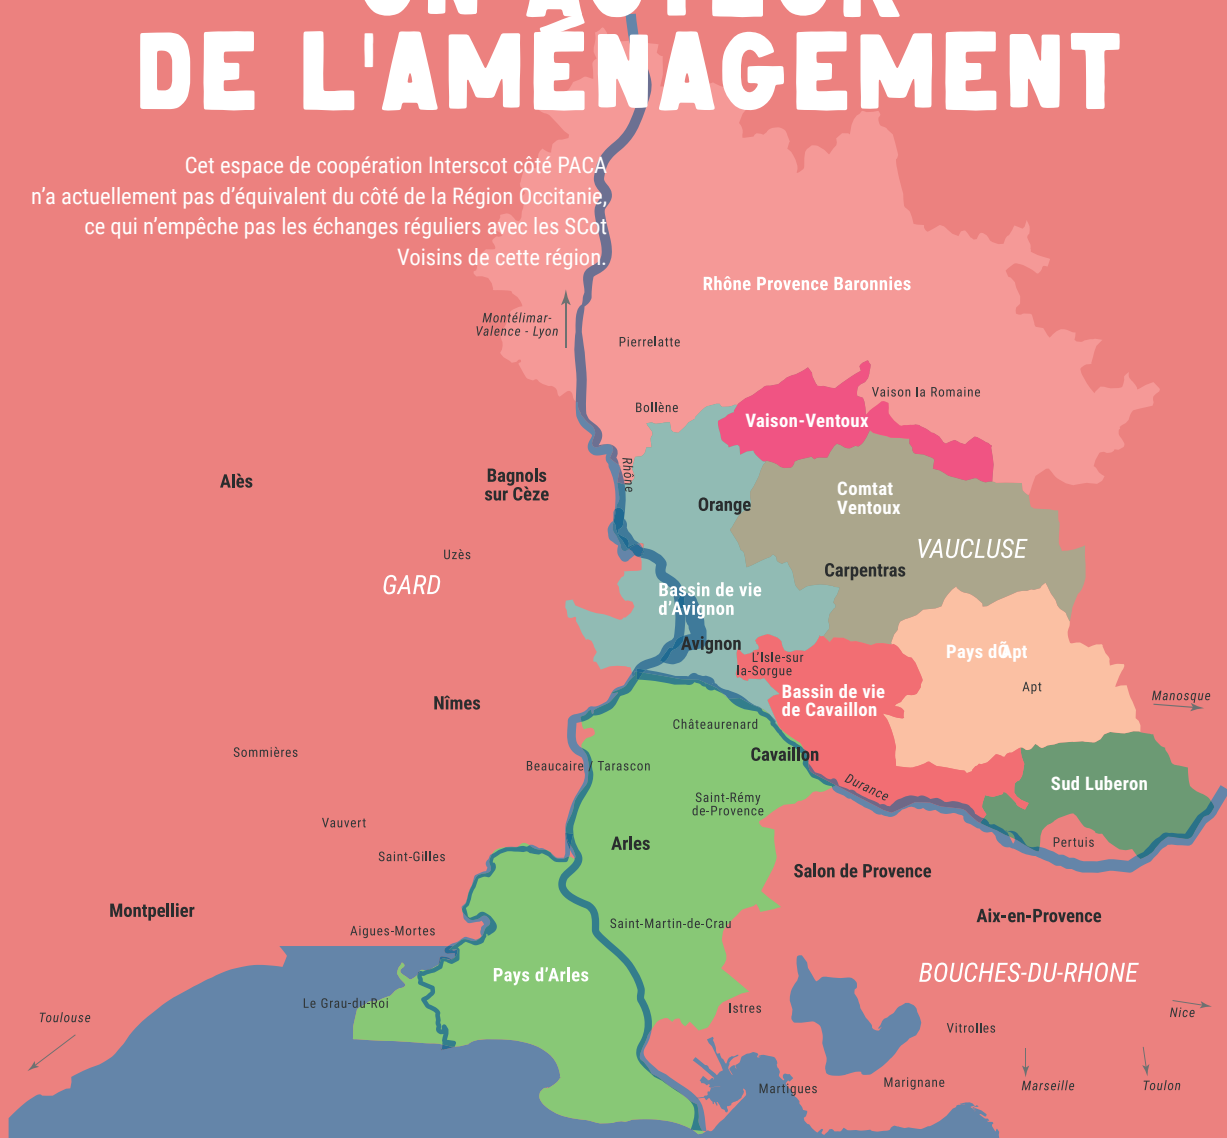 UN ACTEUR
DE L'AMÉNAGEMENT
Cet espace de coopération Interscot côté PACA
n’a actuellement pas d’équivalent du côté de la Région Occitanie,
ce qui n’empêche pas les échanges réguliers avec les SCot
Voisins de cette région.
Rhône Provence Baronnies
Montélimar-
Valence - Lyon
Pierrelatte
Vaison la Romaine
Bollène
Vaison-Ventoux
Rhône
Alès
Bagnols
sur Cèze
Comtat
Ventoux
Orange
VAUCLUSE
Uzès
GARD
Carpentras
Bassin de vie
d’Avignon
Avignon
L’Isle-sur
la-Sorgue
Pays d’Apt
Apt
Manosque
Bassin de vie
de Cavaillon
Nîmes
Châteaurenard
Sommières
Cavaillon
Beaucaire / Tarascon
Durance
Sud Luberon
Saint-Rémy
de-Provence
Vauvert
Arles
Pertuis
Saint-Gilles
Salon de Provence
Montpellier
Aix-en-Provence
Saint-Martin-de-Crau
Aigues-Mortes
Pays d’Arles
BOUCHES-DU-RHONE
Le Grau-du-Roi
Istres
Nice
Toulouse
Vitrolles
Martigues
Marignane
Marseille
Toulon